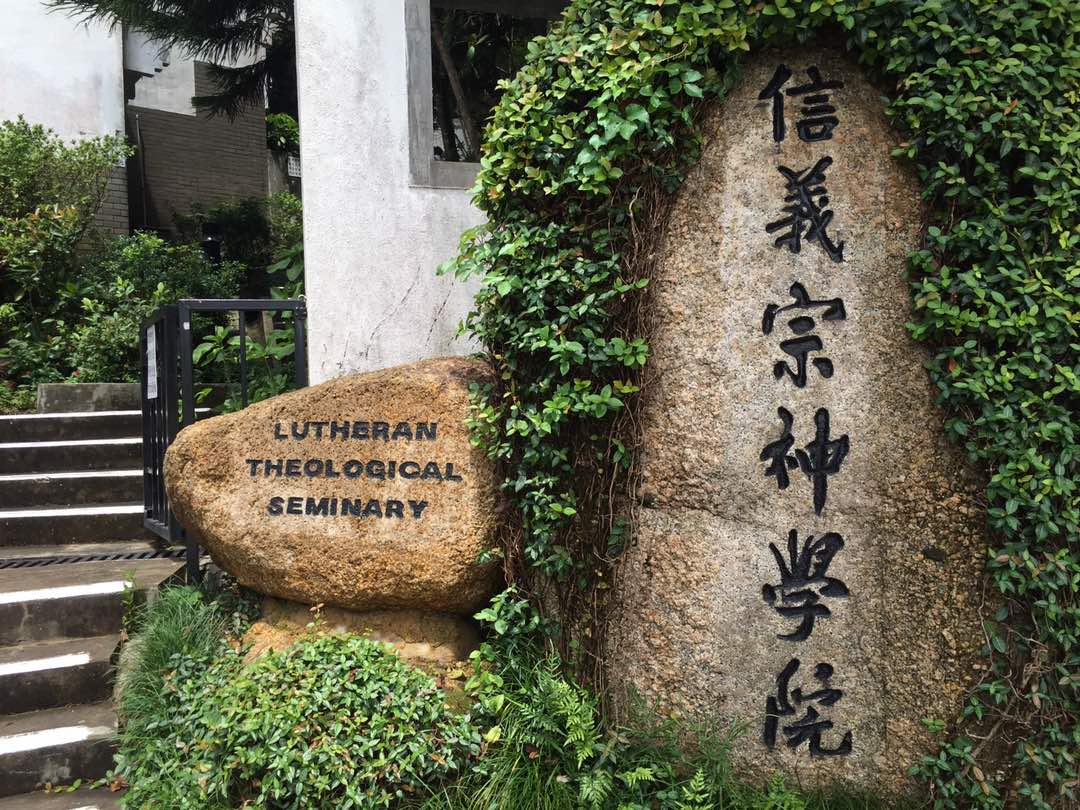 LUTHERAN
THEOLOGICAL
SEMINARY
信義宗神學院